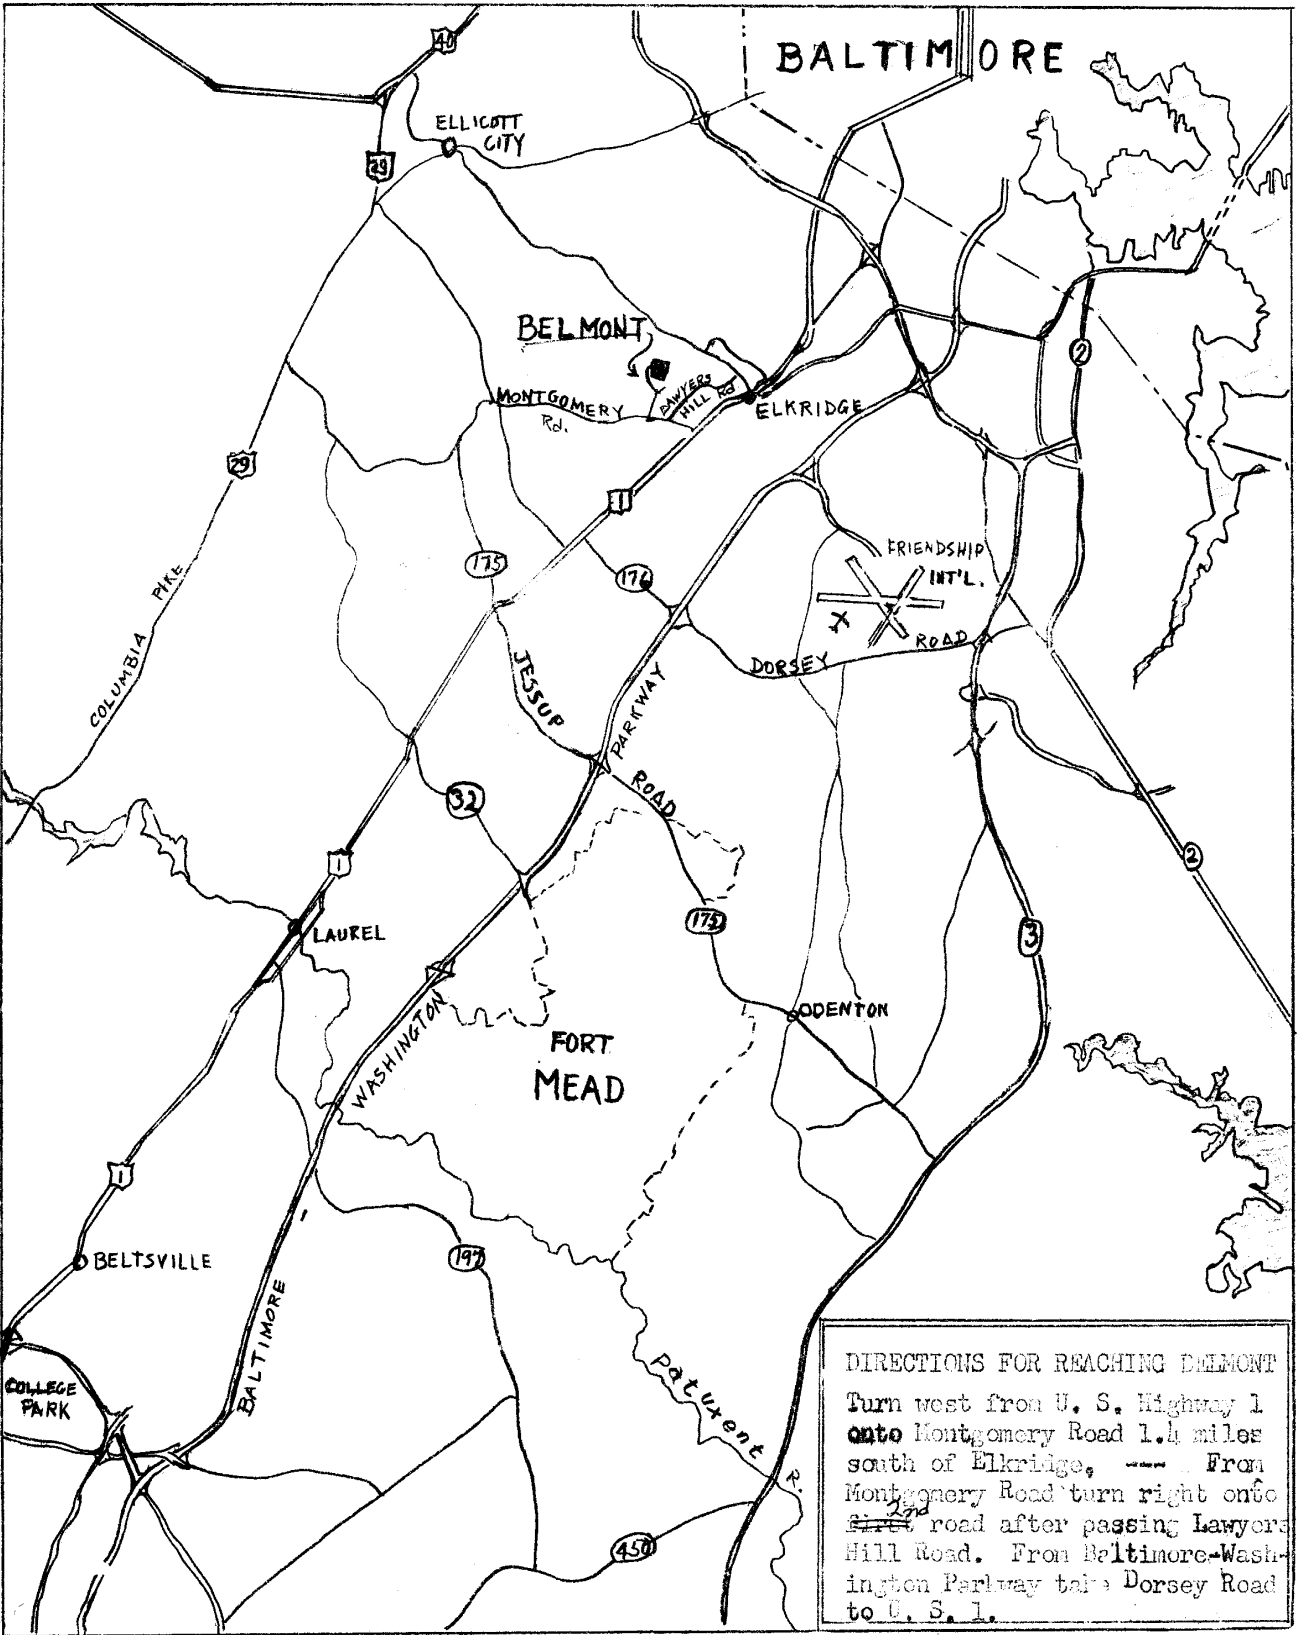 BALTIMORE
40
ELLICOTT
CITY
29
BELMONT
2
LAWYERS
HILL Rd
MONTGOMERY
Rd.
ELKRIDGE
29
1
175
176
FRIENDSHIP
INT'L.
COLUMBIA PIKE
DORSEY ROAD
JESSUP ROAD
PARKWAY
32
1
2
175
3
LAUREL
ODENTON
WASHINGTON
FORT
MEAD
1
197
BELTSVILLE
BALTIMORE
COLLEGE
PARK
Patuxent R.
450
DIRECTIONS FOR REACHING BELMONT
Turn west from U. S. Highway 1
onto Montgomery Road 1.4 miles
south of Elkridge. --- From
Montgomery Road turn right onto
first 2nd road after passing Lawyers
Hill Road. From Baltimore-Wash-
ington Parkway take Dorsey Road
to U. S. 1.